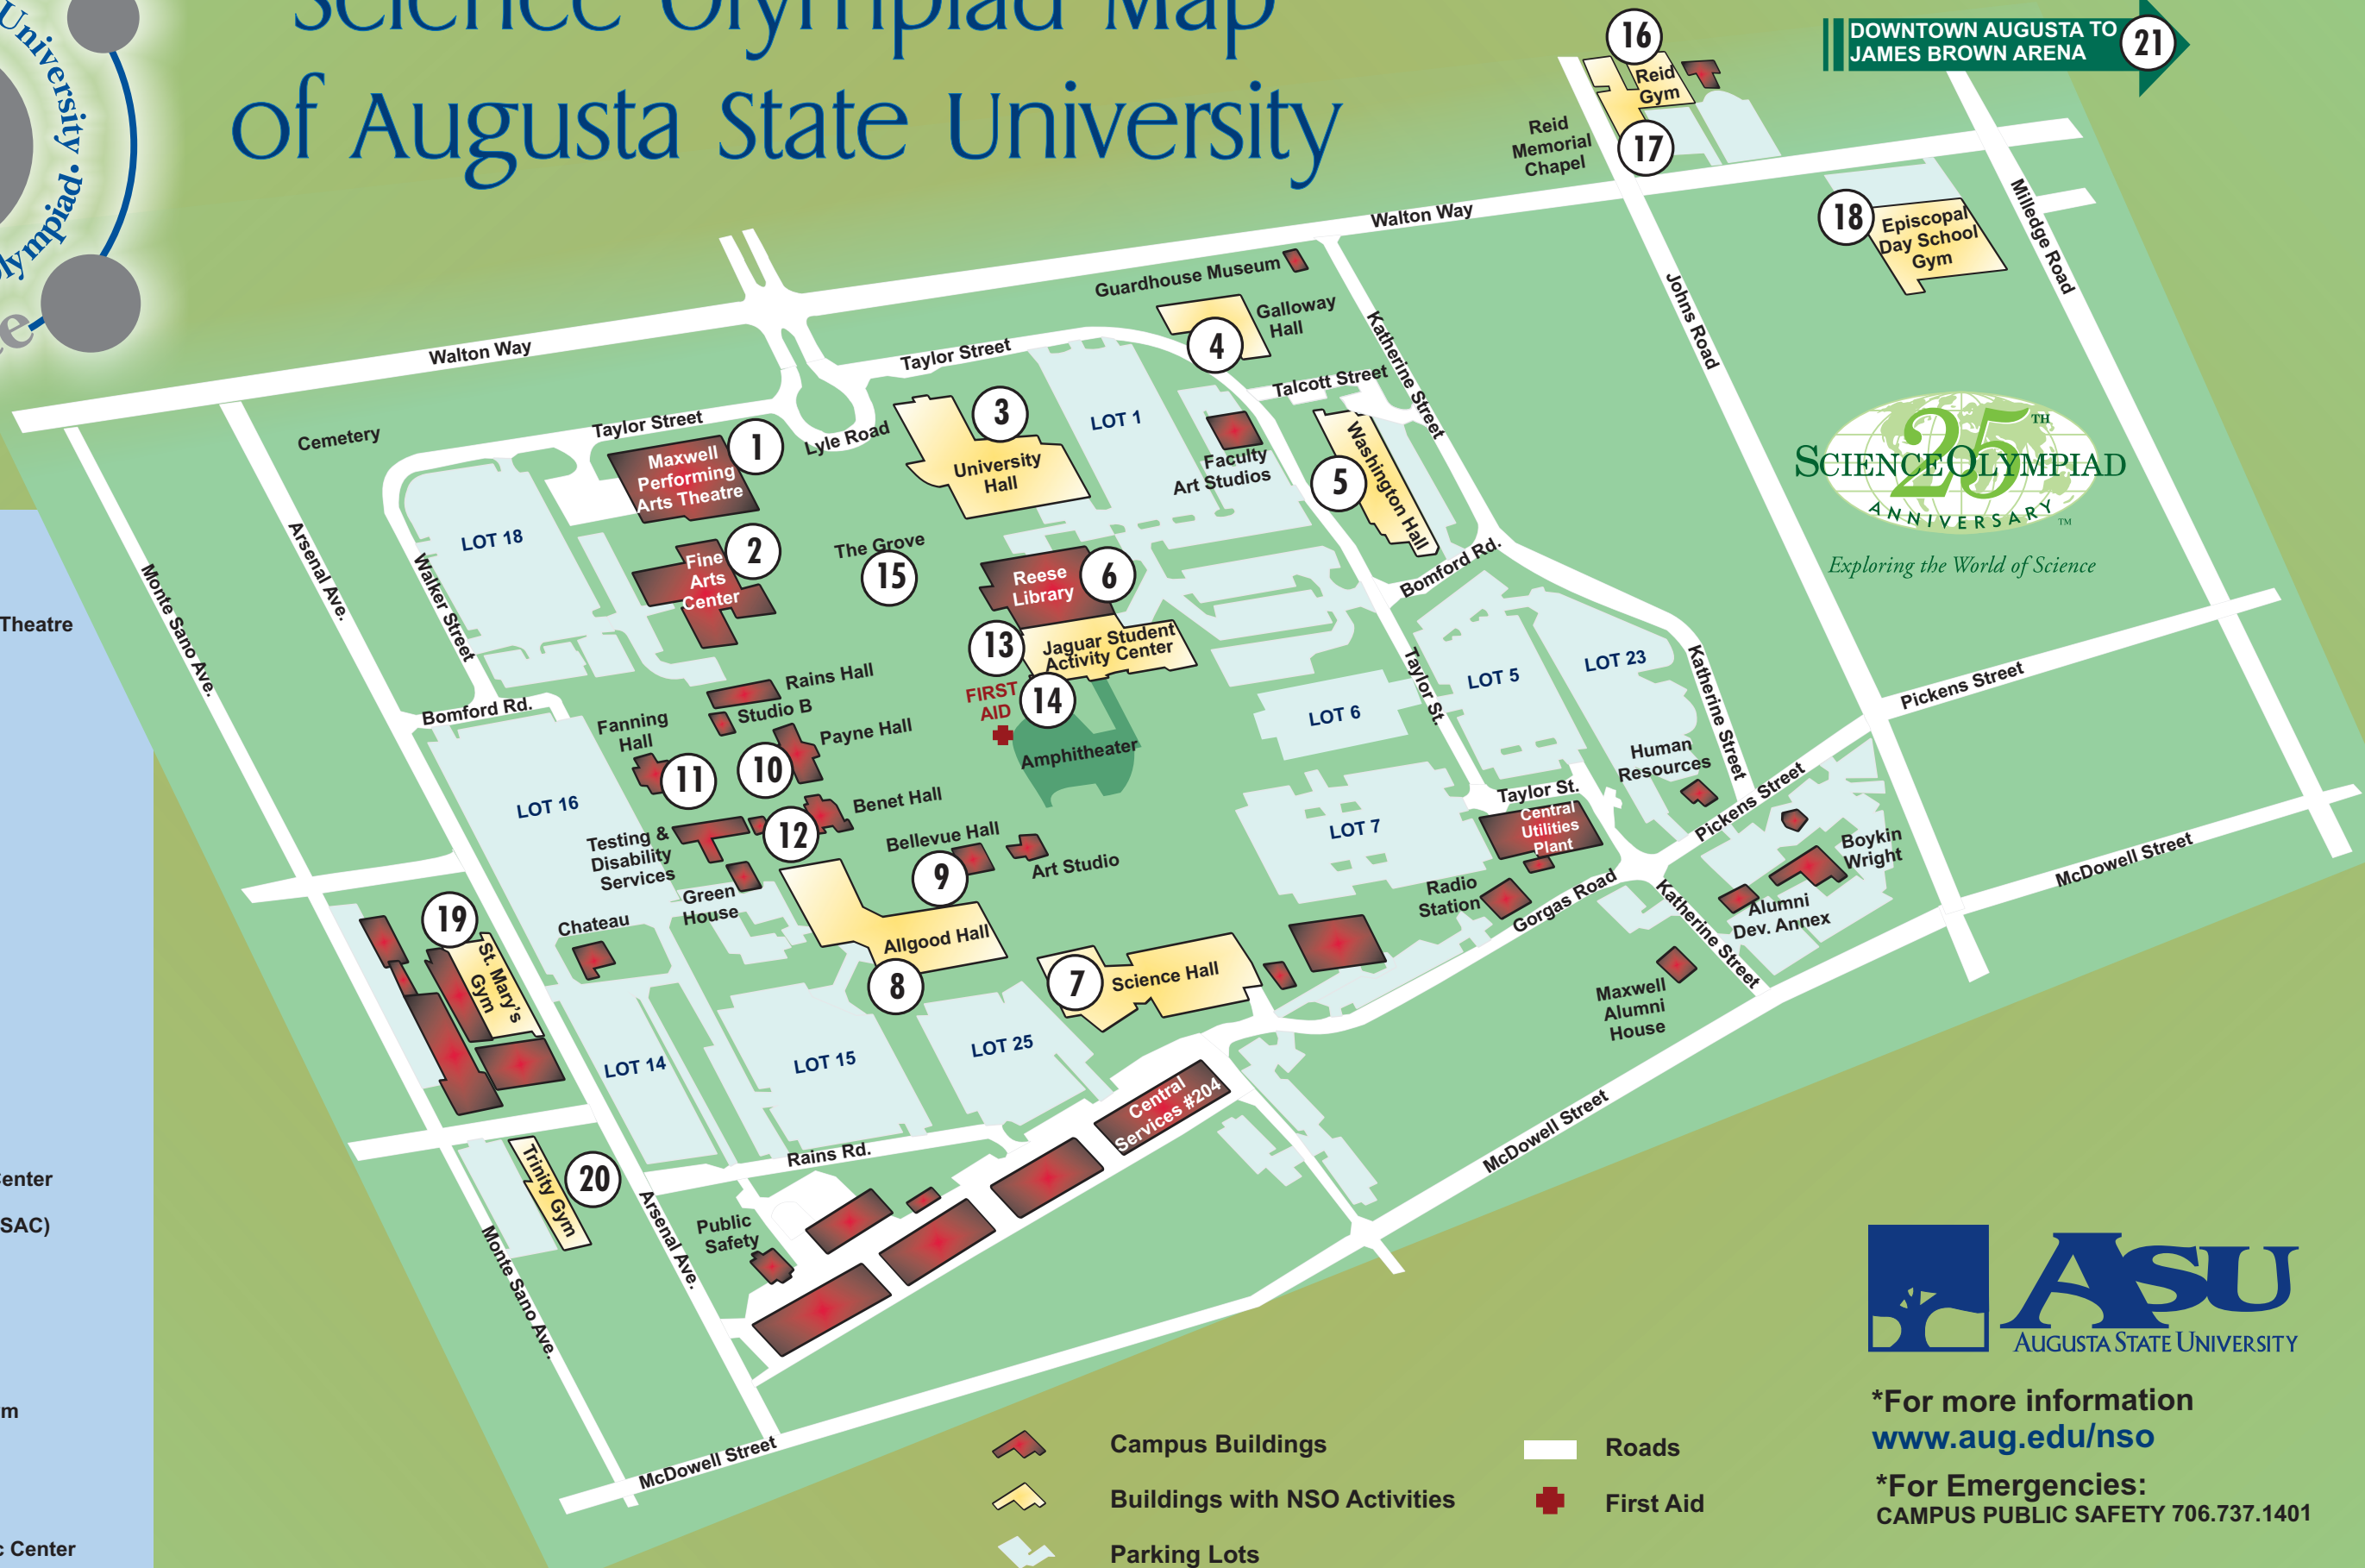 Science Olympiad Map
of Augusta State University
University
Olympiad.
DOWNTOWN AUGUSTA TO
JAMES BROWN ARENA
21
16
Reid
Gym
17
Reid
Memorial
Chapel
Walton Way
18
Episcopal
Day School
Gym
Milledge Road
Johns Road
Guardhouse Museum
Galloway
Hall
4
Katherine Street
Walton Way
Taylor Street
Talcott Street
Cemetery
Taylor Street
Lyle Road
1
Maxwell
Performing
Arts Theatre
3
University
Hall
LOT 1
Faculty
Art Studios
5
Washington Hall
25TH
SCIENCE OLYMPIAD
ANNIVERSARY™
Exploring the World of Science
Monte Sano Ave.
Arsenal Ave.
Walker Street
LOT 18
2
Fine
Arts
Center
The Grove
15
Reese
Library
6
Bomford Rd.
13
Jaguar Student
Activity Center
FIRST
AID
14
Amphitheater
Theatre
Taylor St.
LOT 5
LOT 23
Katherine Street
Pickens Street
LOT 6
Bomford Rd.
Rains Hall
Studio B
Fanning
Hall
11
10
Payne Hall
LOT 16
Testing &
Disability
Services
12
Benet Hall
Bellevue Hall
9
Art Studio
Green
House
LOT 7
Human
Resources
Taylor St.
Central
Utilities
Plant
Pickens Street
Boykin
Wright
Alumni
Dev. Annex
McDowell Street
Radio
Station
Gorgas Road
Katherine Street
Maxwell
Alumni
House
19
St. Mary's
Gym
Chateau
Allgood Hall
8
7
Science Hall
LOT 14
LOT 15
LOT 25
Central
Services #204
Rains Rd.
McDowell Street
20
Trinity Gym
Monte Sano Ave.
Arsenal Ave.
Public
Safety
McDowell Street
Center
SAC)
m
c Center
Campus Buildings
Buildings with NSO Activities
Parking Lots
Roads
First Aid
ASU
AUGUSTA STATE UNIVERSITY
*For more information
www.aug.edu/nso
*For Emergencies:
CAMPUS PUBLIC SAFETY 706.737.1401